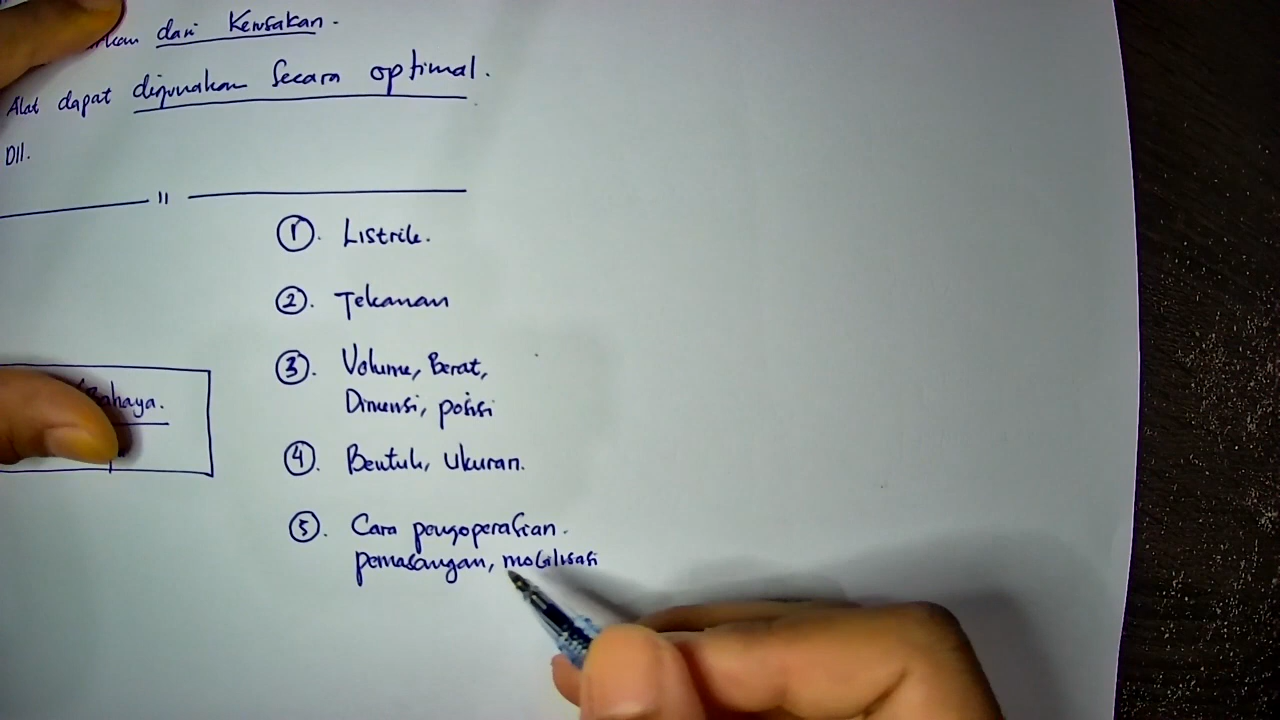 dari Kerusakan.
Alat dapat digunakan Secara optimal.
Dll.
1. Listrik.
2. Tekanan
3. Volume, Berat,
Dimensi, posisi
Bahaya.
4. Bentuk, Ukuran.
5. Cara pengoperasian.
pemasangan, mobilisasi